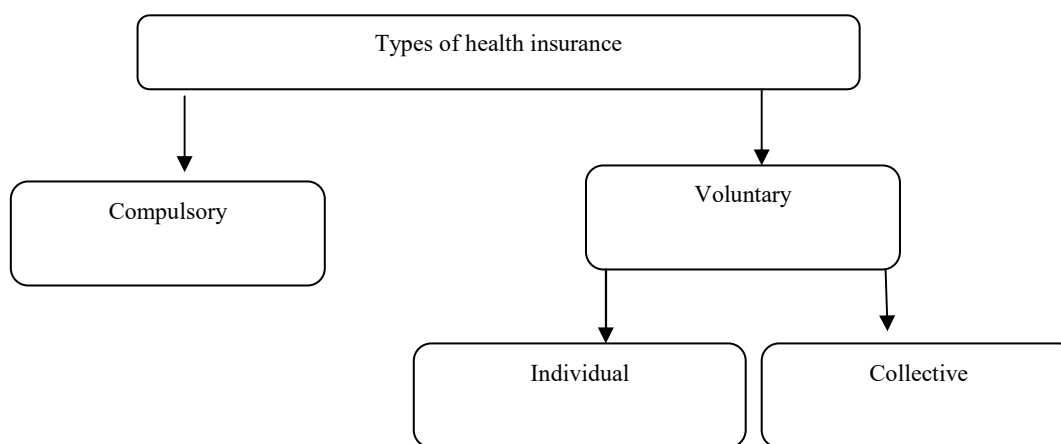 Types of health insurance
Compulsory
Voluntary
Individual
Collective